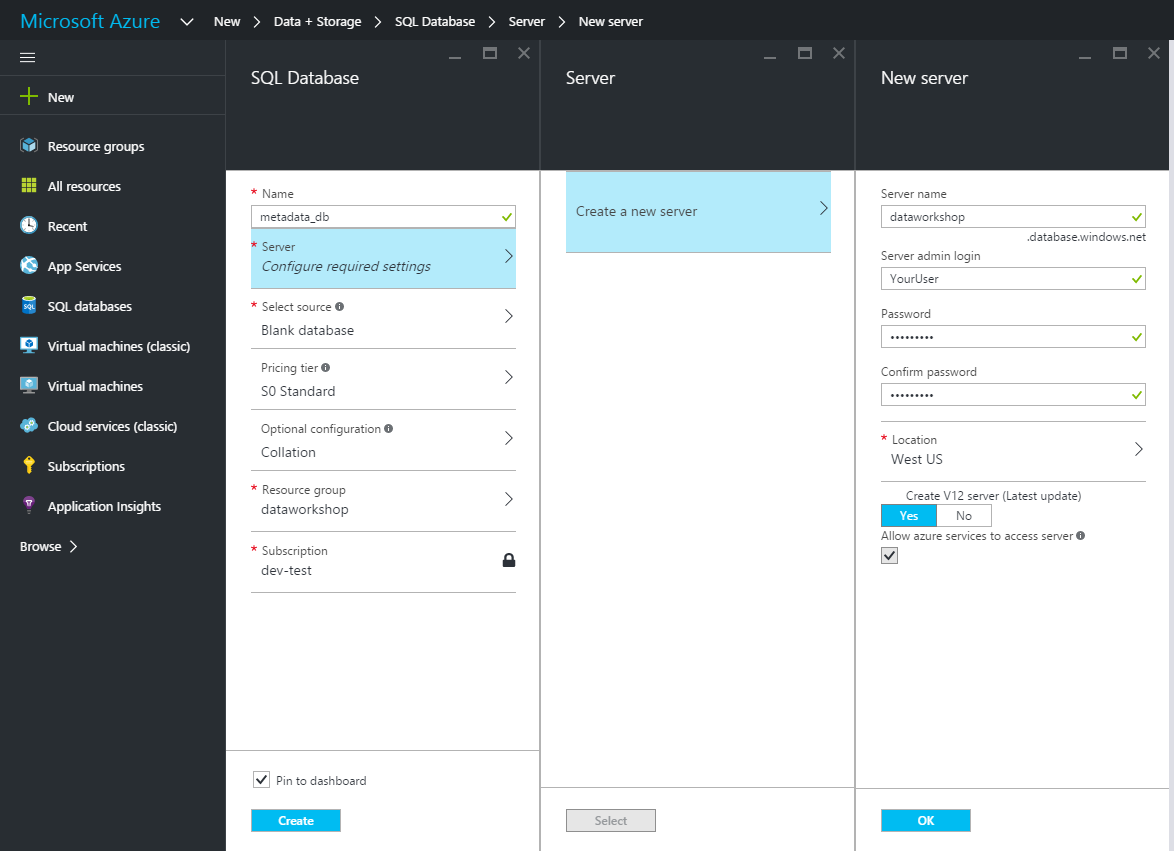 Microsoft Azure New Data + Storage SQL Database Server New server
New
Resource groups
All resources
Recent
App Services
SQL databases
Virtual machines (classic)
Virtual machines
Cloud services (classic)
Subscriptions
Application Insights
Browse
SQL Database
* Name
metadata_db
* Server
Configure required settings
* Select source
Blank database
Pricing tier
S0 Standard
Optional configuration
Collation
* Resource group
dataworkshop
* Subscription
dev-test
Pin to dashboard
Create
Server
Create a new server
Select
New server
Server name
dataworkshop
.database.windows.net
Server admin login
YourUser
Password
•••••••••
Confirm password
•••••••••
* Location
West US
Create V12 server (Latest update)
Yes No
Allow azure services to access server
OK